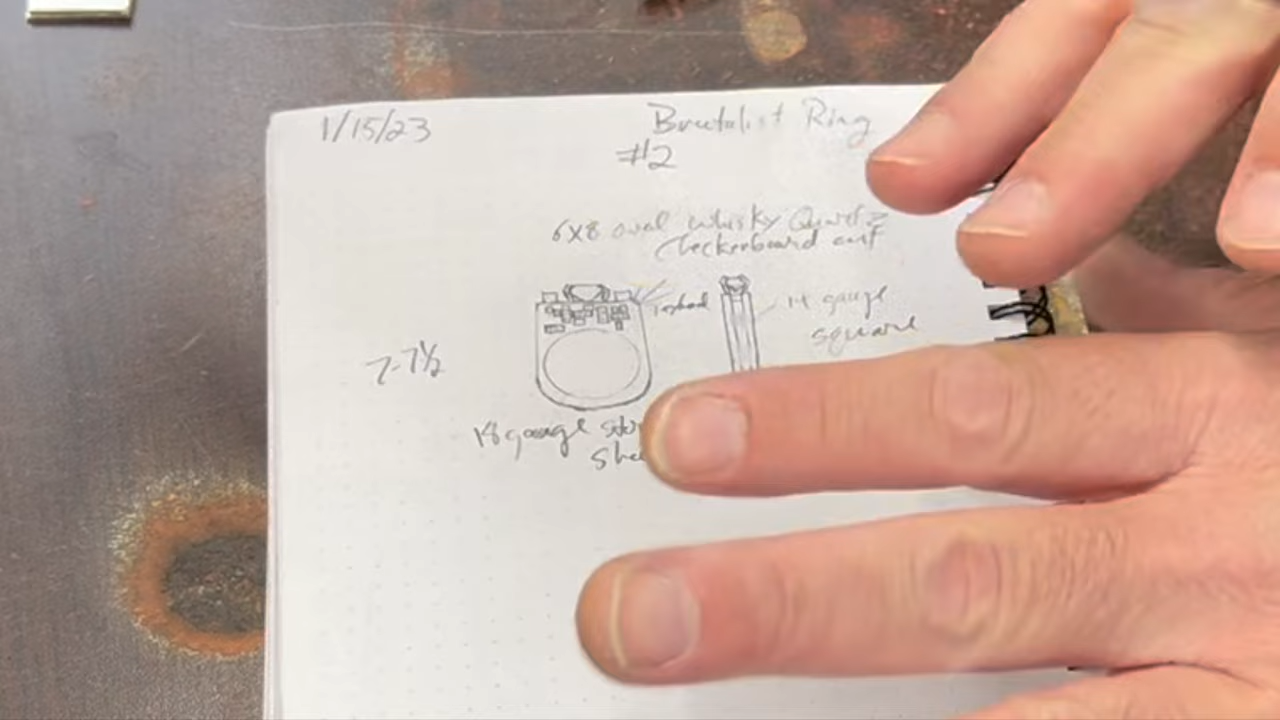 1/15/23
Brutalist Ring
#2
6x8 oval whisky Quartz
checkerboard cut
14 gauge
square
7-7½
18 gauge